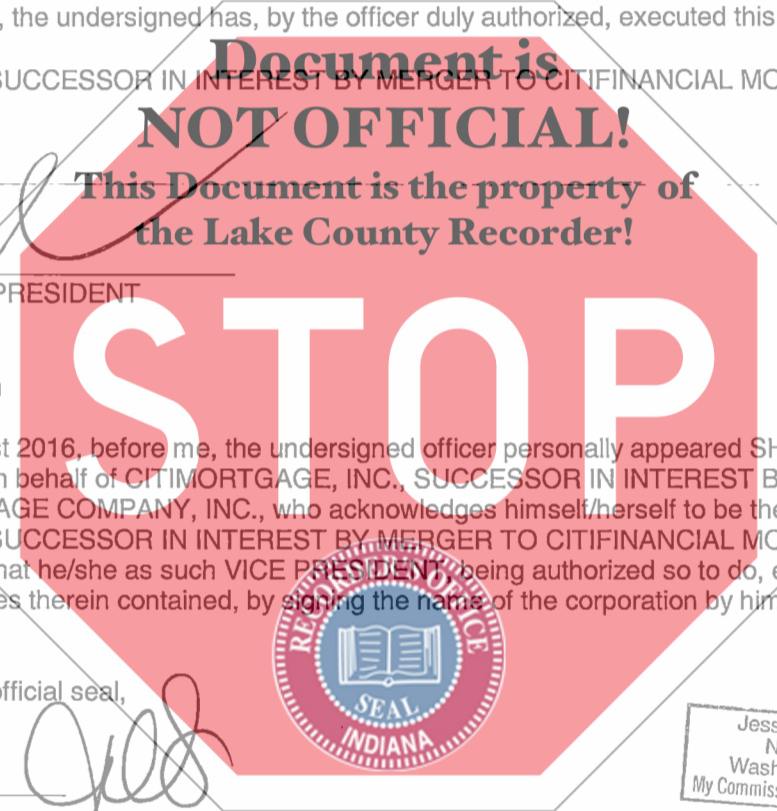 , the undersigned has, by the officer duly authorized, executed this
Document is
SUCCESSOR IN INTEREST BY MERGER TO CITIFINANCIAL MO
NOT OFFICIAL!
This Document is the property of
the Lake County Recorder!
PRESIDENT
STOP
t 2016, before me, the undersigned officer personally appeared SH
n behalf of CITIMORTGAGE, INC., SUCCESSOR IN INTEREST B
AGE COMPANY, INC., who acknowledges himself/herself to be the
SUCCESSOR IN INTEREST BY MERGER TO CITIFINANCIAL MO
hat he/she as such VICE PRESIDENT, being authorized so to do, e
es therein contained, by signing the name of the corporation by him
SEAL
INDIANA
official seal,
Jess
N
Wash
My Commis